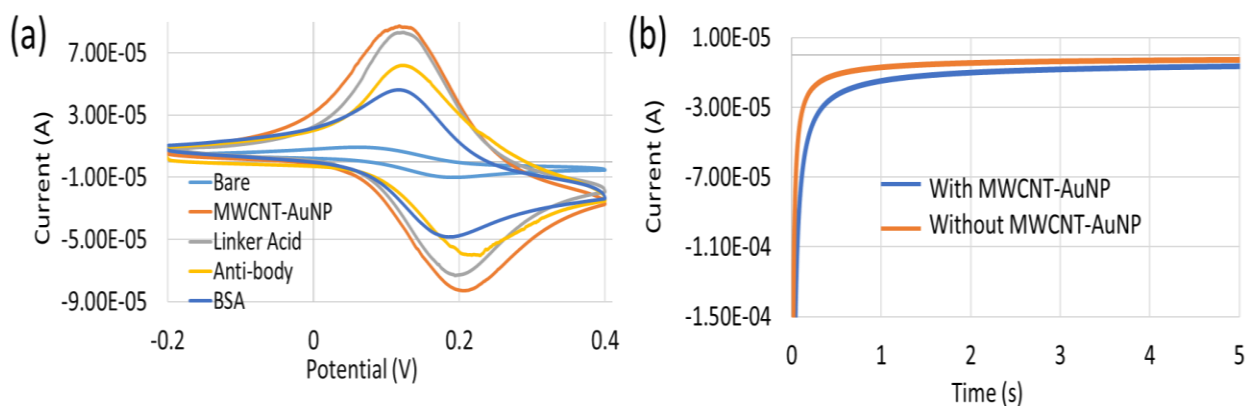 (a)
Current (A)
7.00E-05
3.00E-05
-1.00E-05
-5.00E-05
-9.00E-05
Bare
MWCNT-AuNP
Linker Acid
Anti-body
BSA
-0.2
0
0.2
0.4
Potential (V)
(b)
Current (A)
1.00E-05
-3.00E-05
-7.00E-05
-1.10E-04
-1.50E-04
With MWCNT-AuNP
Without MWCNT-AuNP
0
1
2
3
4
5
Time (s)